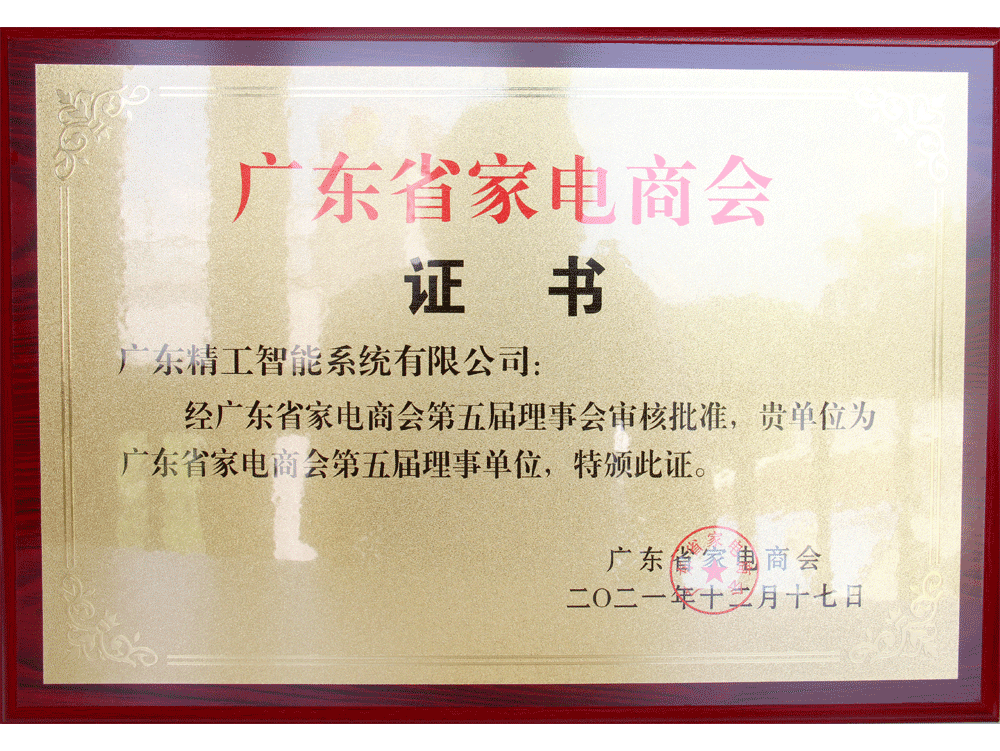 广东省家电商会
证 书
广东精工智能系统有限公司：
经广东省家电商会第五届理事会审核批准，贵单位为
广东省家电商会第五届理事单位，特颁此证。
广东省家电商会
二〇二一年十二月十七日